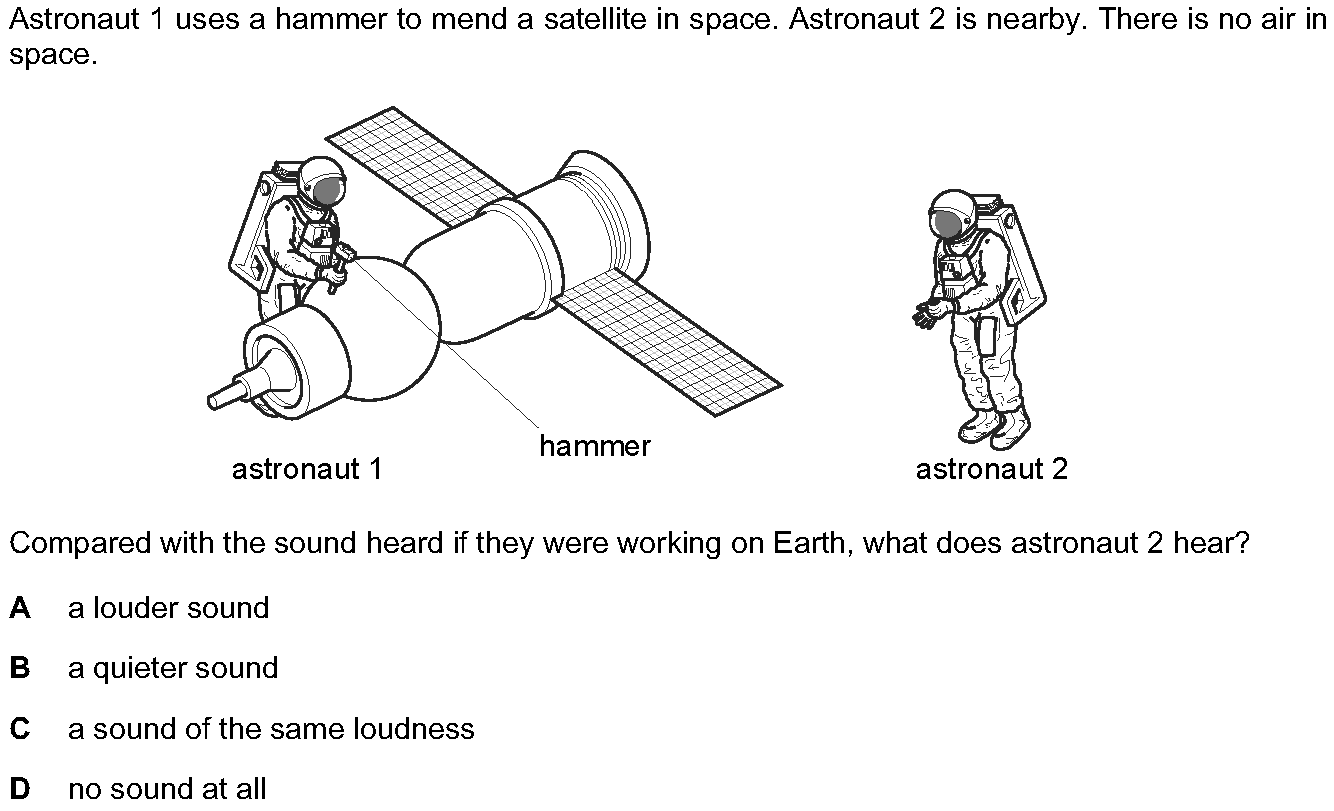 Astronaut 1 uses a hammer to mend a satellite in space. Astronaut 2 is nearby. There is no air in
space.
hammer
astronaut 1
astronaut 2
Compared with the sound heard if they were working on Earth, what does astronaut 2 hear?
A a louder sound
B a quieter sound
C a sound of the same loudness
D no sound at all